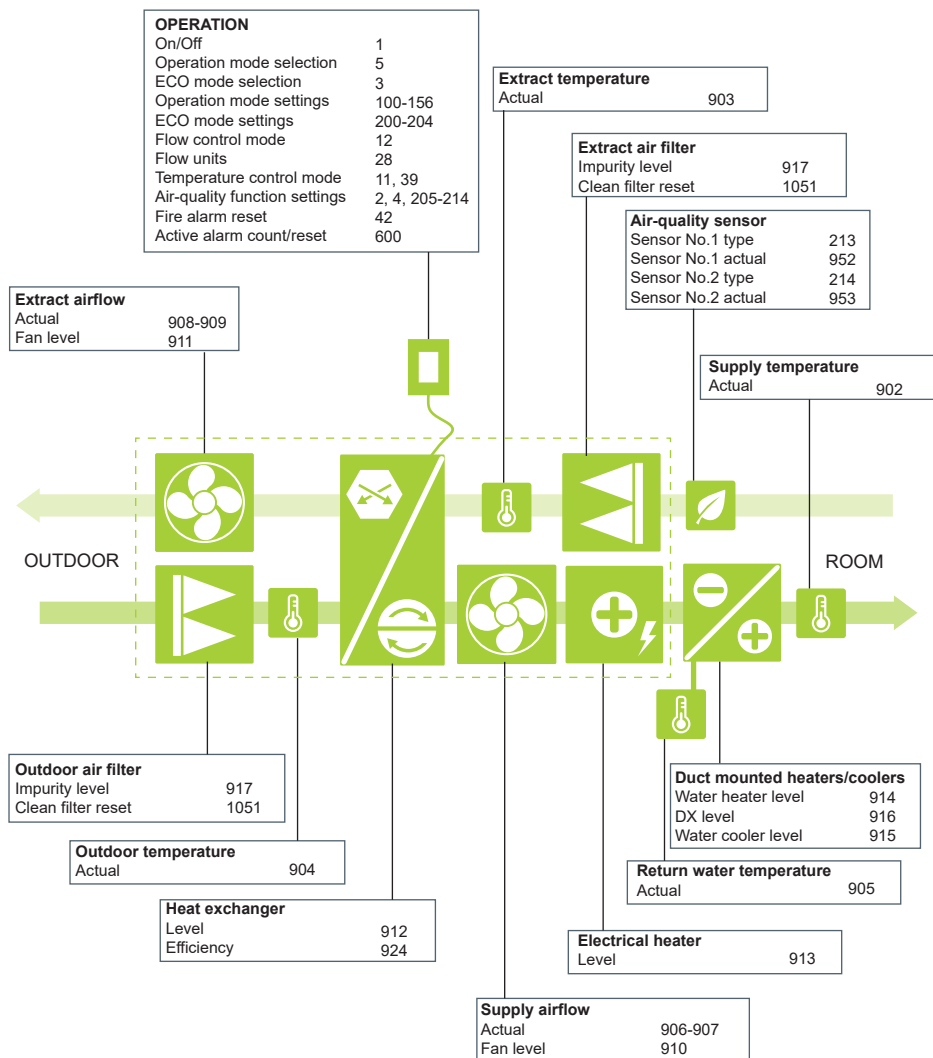 OPERATION
On/Off 1
Operation mode selection 5
ECO mode selection 3
Operation mode settings 100-156
ECO mode settings 200-204
Flow control mode 12
Flow units 28
Temperature control mode 11, 39
Air-quality function settings 2, 4, 205-214
Fire alarm reset 42
Active alarm count/reset 600
Extract temperature
Actual 903
Extract air filter
Impurity level 917
Clean filter reset 1051
Air-quality sensor
Sensor No.1 type 213
Sensor No.1 actual 952
Sensor No.2 type 214
Sensor No.2 actual 953
Extract airflow
Actual 908-909
Fan level 911
Supply temperature
Actual 902
OUTDOOR
ROOM
Outdoor air filter
Impurity level 917
Clean filter reset 1051
Duct mounted heaters/coolers
Water heater level 914
DX level 916
Water cooler level 915
Outdoor temperature
Actual 904
Return water temperature
Actual 905
Heat exchanger
Level 912
Efficiency 924
Electrical heater
Level 913
Supply airflow
Actual 906-907
Fan level 910